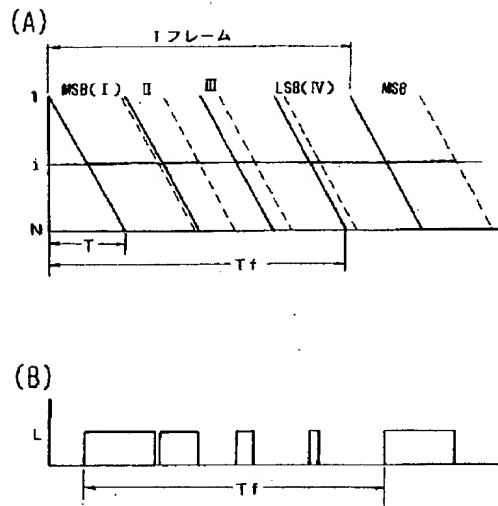 (A)
1フレーム
MSB(I) II III LSB(IV) MSB
1
i
N
T
Tf
(B)
L
Tf